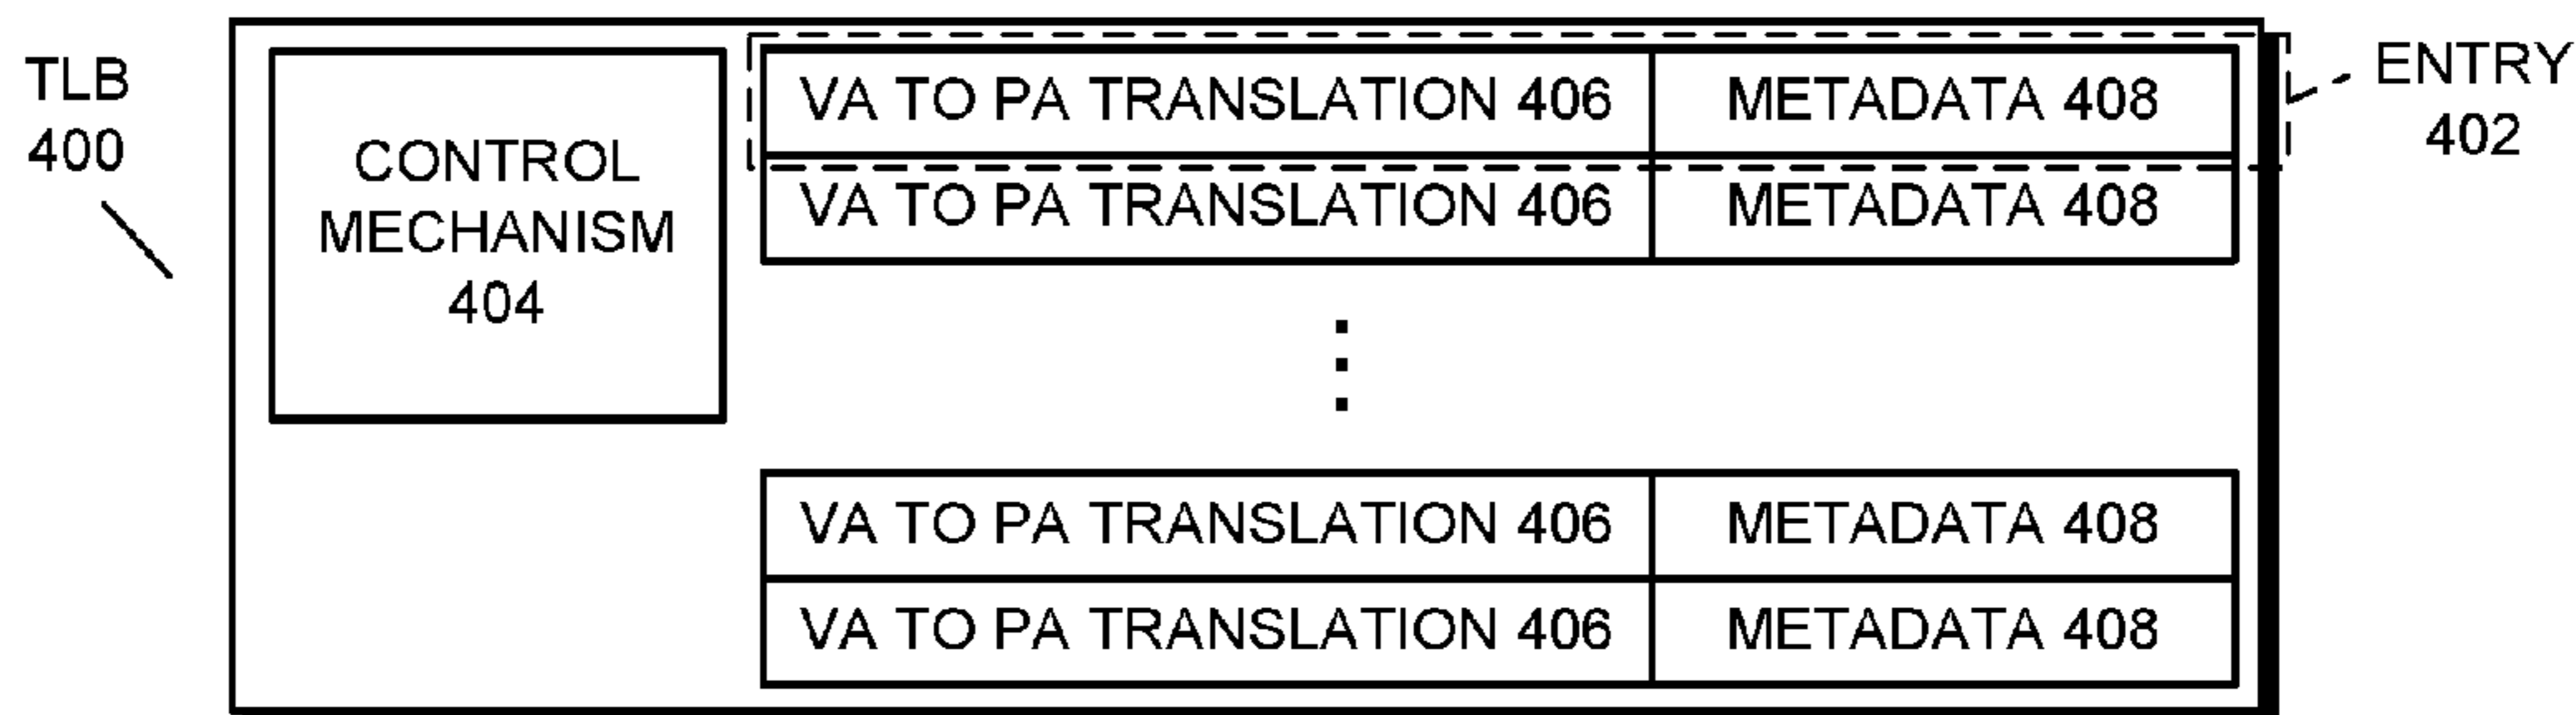 TLB
400
CONTROL
MECHANISM
404
VA TO PA TRANSLATION 406 METADATA 408
VA TO PA TRANSLATION 406 METADATA 408
VA TO PA TRANSLATION 406 METADATA 408
VA TO PA TRANSLATION 406 METADATA 408
ENTRY
402